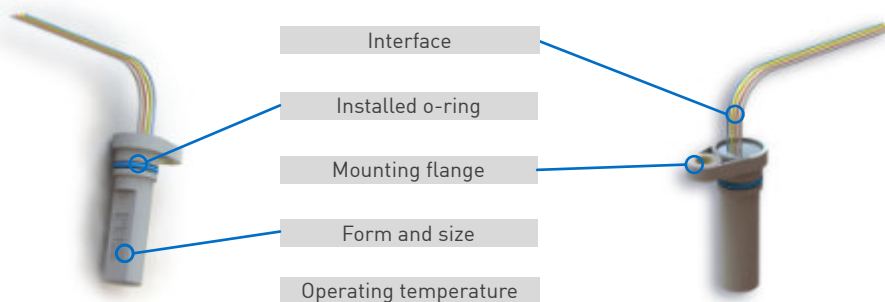 Interface
Installed o-ring
Mounting flange
Form and size
Operating temperature